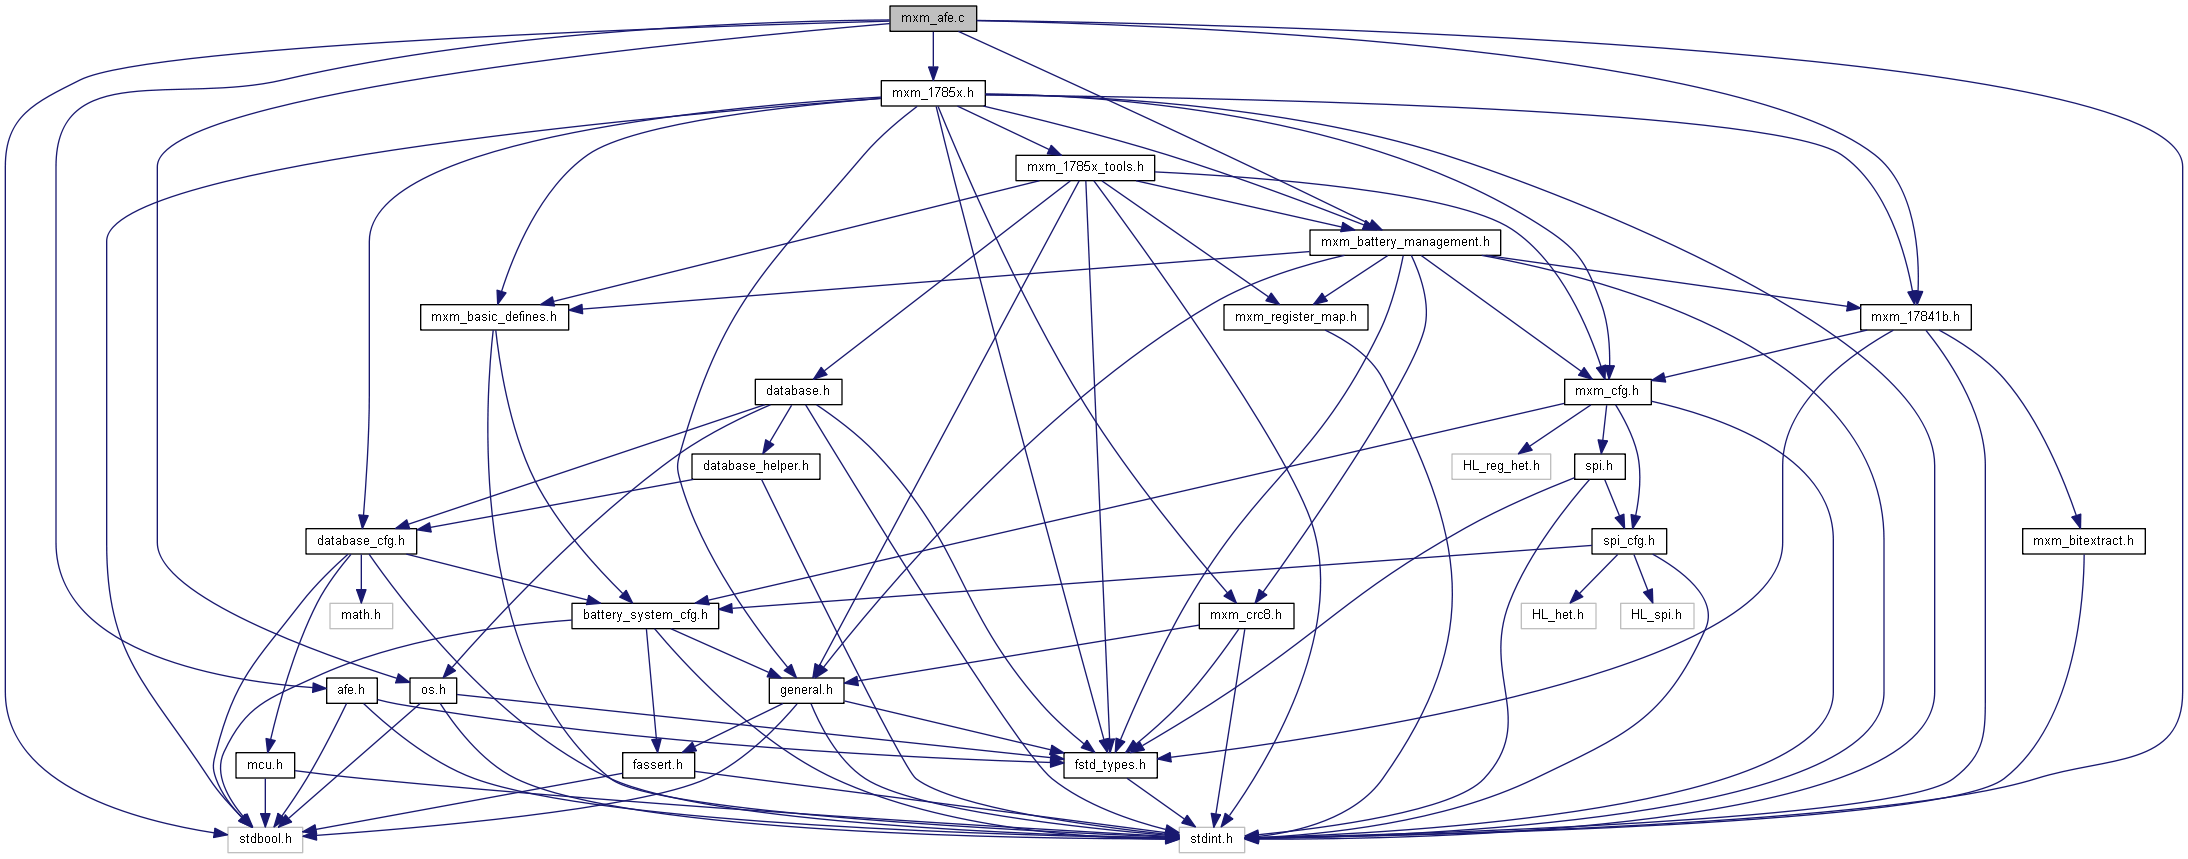 mxm_afe.c
mxm_1785x.h
mxm_1785x_tools.h
mxm_battery_management.h
mxm_basic_defines.h
mxm_register_map.h
mxm_17841b.h
database.h
mxm_cfg.h
database_helper.h
HL_reg_het.h
spi.h
database_cfg.h
spi_cfg.h
mxm_bitextract.h
math.h
battery_system_cfg.h
mxm_crc8.h
HL_het.h
HL_spi.h
afe.h
os.h
general.h
mcu.h
fassert.h
fstd_types.h
stdbool.h
stdint.h